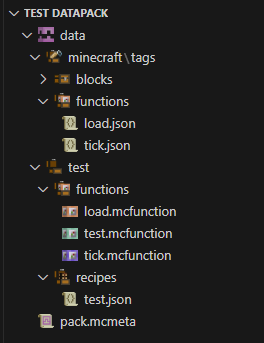 TEST DATAPACK
data
minecraft\tags
blocks
functions
load.json
tick.json
test
functions
load.mcfunction
test.mcfunction
tick.mcfunction
recipes
test.json
pack.mcmeta